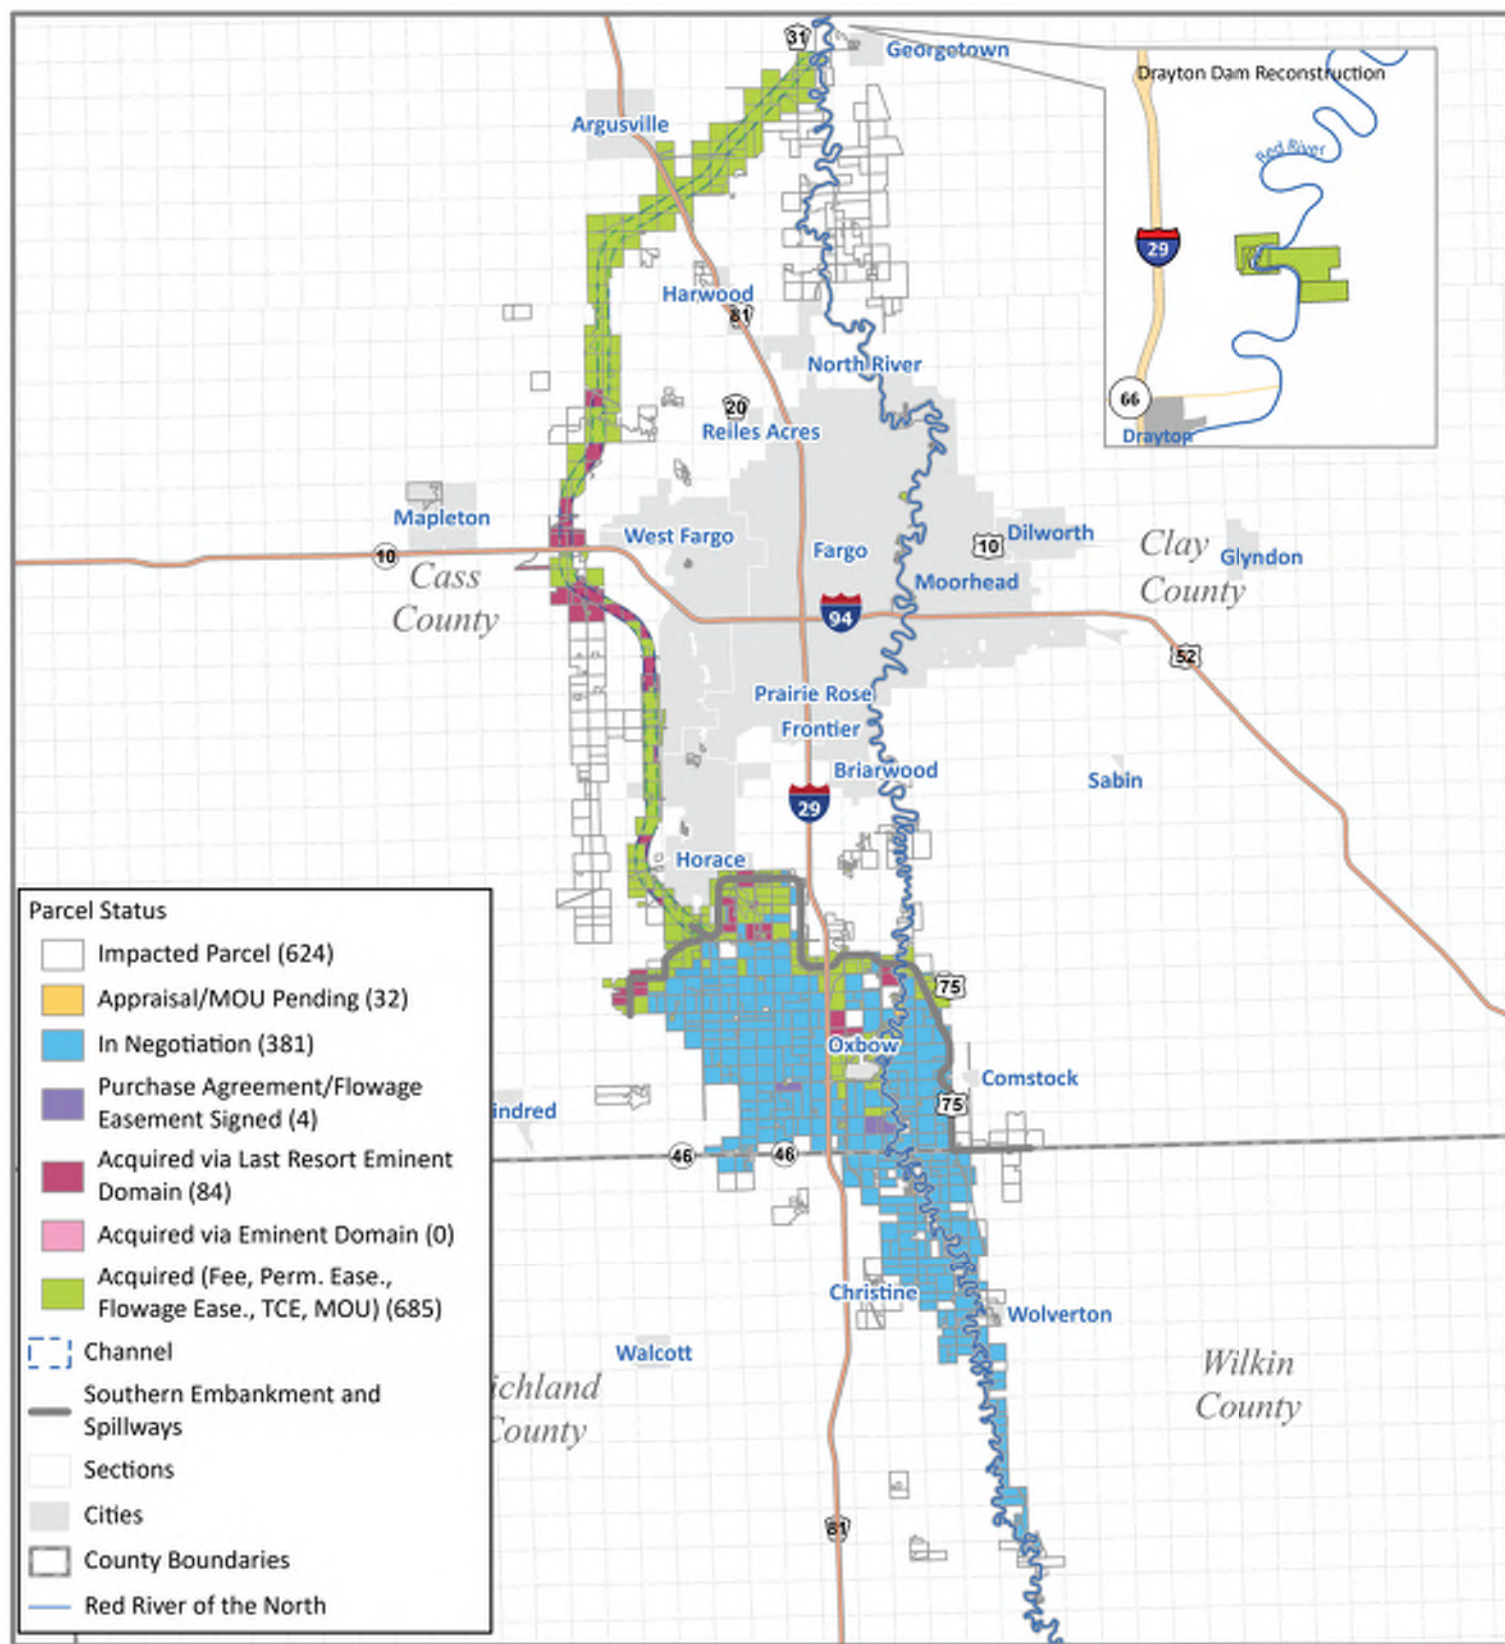 31
Georgetown
Drayton Dam Reconstruction
Argusville
Red River
29
Harwood
81
North River
66
20
Reiles Acres
Drayton
Mapleton
West Fargo
Fargo
10
Dilworth
Clay
County
Glyndon
10
Cass
County
Moorhead
94
52
Prairie Rose
Frontier
Briarwood
Sabin
29
Horace
75
Oxbow
Comstock
75
indred
46
46
Christine
Wolverton
Walcott
ichland
County
Wilkin
County
81
Parcel Status
Impacted Parcel (624)
Appraisal/MOU Pending (32)
In Negotiation (381)
Purchase Agreement/Flowage
Easement Signed (4)
Acquired via Last Resort Eminent
Domain (84)
Acquired via Eminent Domain (0)
Acquired (Fee, Perm. Ease.,
Flowage Ease., TCE, MOU) (685)
Channel
Southern Embankment and
Spillways
Sections
Cities
County Boundaries
Red River of the North